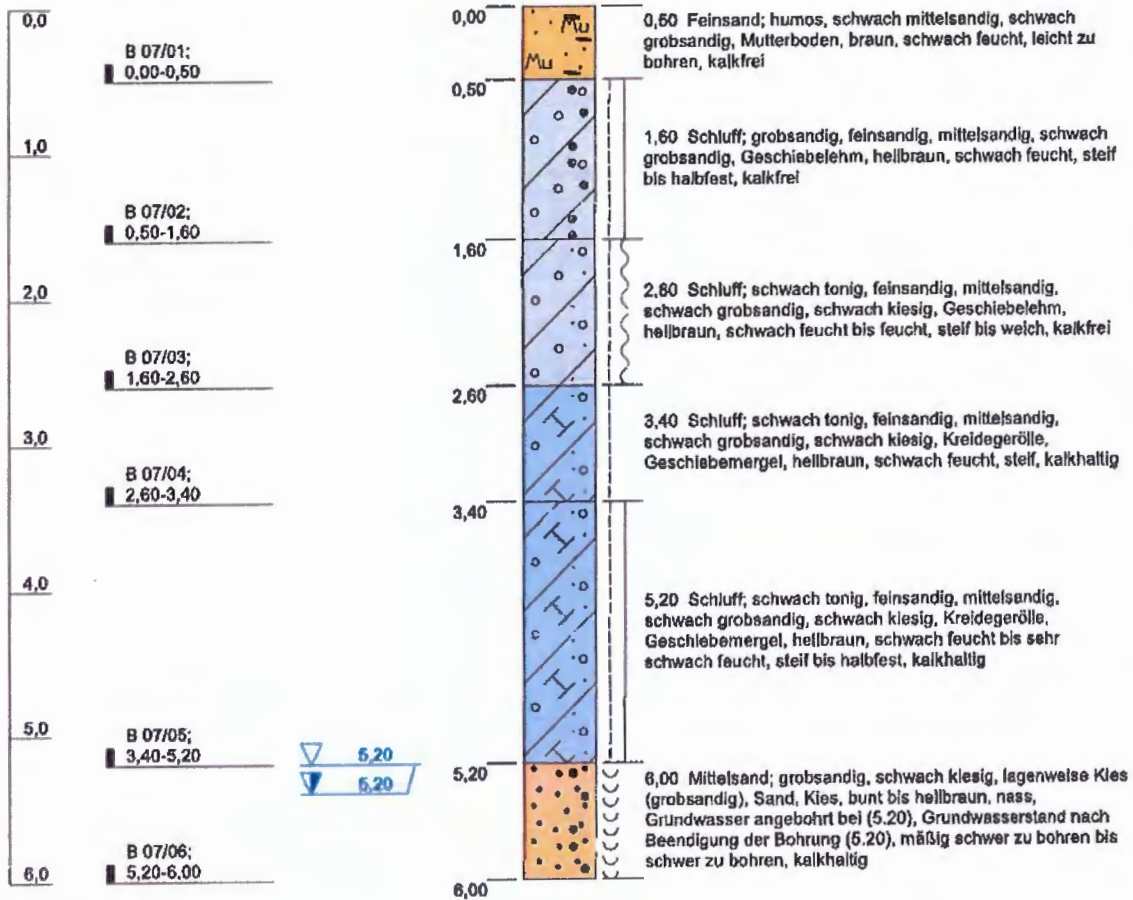 0,0
1,0
2,0
3,0
4,0
5,0
6,0
B 07/01;
0,00-0,50
B 07/02;
0,50-1,60
B 07/03;
1,60-2,60
B 07/04;
2,60-3,40
B 07/05;
3,40-5,20
B 07/06;
5,20-6,00
5,20
5,20
0,00
0,50
1,60
2,60
3,40
5,20
6,00
Mu
Mu
0,50 Feinsand; humos, schwach mittelsandig, schwach
grobsandig, Mutterboden, braun, schwach feucht, leicht zu
bohren, kalkfrei
1,60 Schluff; grobsandig, feinsandig, mittelsandig, schwach
grobsandig, Geschiebelehm, hellbraun, schwach feucht, steif
bis halbfest, kalkfrei
2,60 Schluff; schwach tonig, feinsandig, mittelsandig,
schwach grobsandig, schwach kiesig, Geschiebelehm,
hellbraun, schwach feucht bis feucht, steif bis weich, kalkfrei
3,40 Schluff; schwach tonig, feinsandig, mittelsandig,
schwach grobsandig, schwach kiesig, Kreidegerölle,
Geschiebemergel, hellbraun, schwach feucht, steif, kalkhaltig
5,20 Schluff; schwach tonig, feinsandig, mittelsandig,
schwach grobsandig, schwach kiesig, Kreidegerölle,
Geschiebemergel, hellbraun, schwach feucht bis sehr
schwach feucht, steif bis halbfest, kalkhaltig
6,00 Mittelsand; grobsandig, schwach kiesig, lagenweise Kies
(grobsandig), Sand, Kies, bunt bis hellbraun, nass,
Grundwasser angebohrt bei (5.20), Grundwasserstand nach
Beendigung der Bohrung (5.20), mäßig schwer zu bohren bis
schwer zu bohren, kalkhaltig